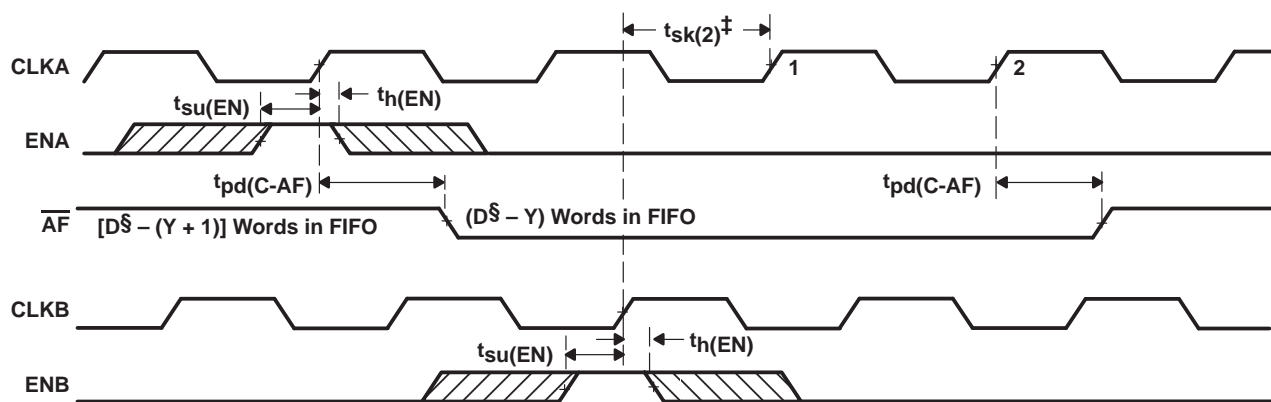 tsk(2)‡
CLKA
1
2
tsu(EN)
th(EN)
ENA
tpd(C-AF)
tpd(C-AF)
AF
[D§ – (Y + 1)] Words in FIFO
(D§ – Y) Words in FIFO
CLKB
tsu(EN)
th(EN)
ENB